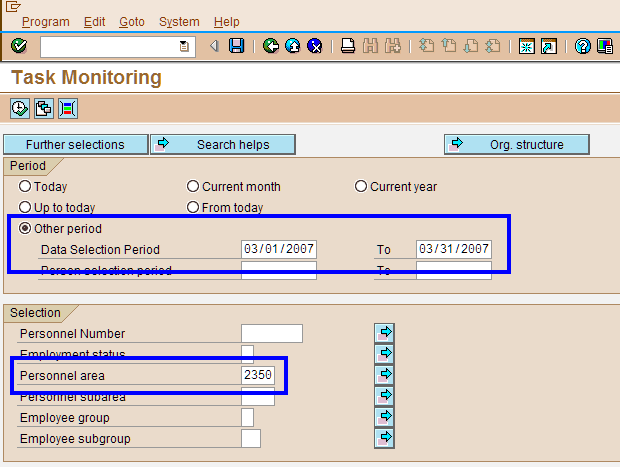 Program Edit Goto System Help
Task Monitoring
Further selections Search helps Org. structure
Period
Today Current month Current year
Up to today From today
Other period
Data Selection Period 03/01/2007 To 03/31/2007
Person selection period To
Selection
Personnel Number
Employment status
Personnel area 2350
Personnel subarea
Employee group
Employee subgroup